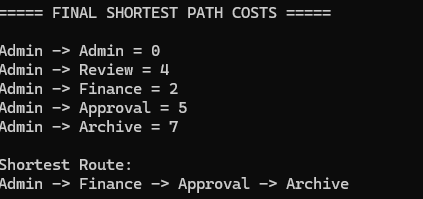 ===== FINAL SHORTEST PATH COSTS =====
Admin -> Admin = 0
Admin -> Review = 4
Admin -> Finance = 2
Admin -> Approval = 5
Admin -> Archive = 7
Shortest Route:
Admin -> Finance -> Approval -> Archive